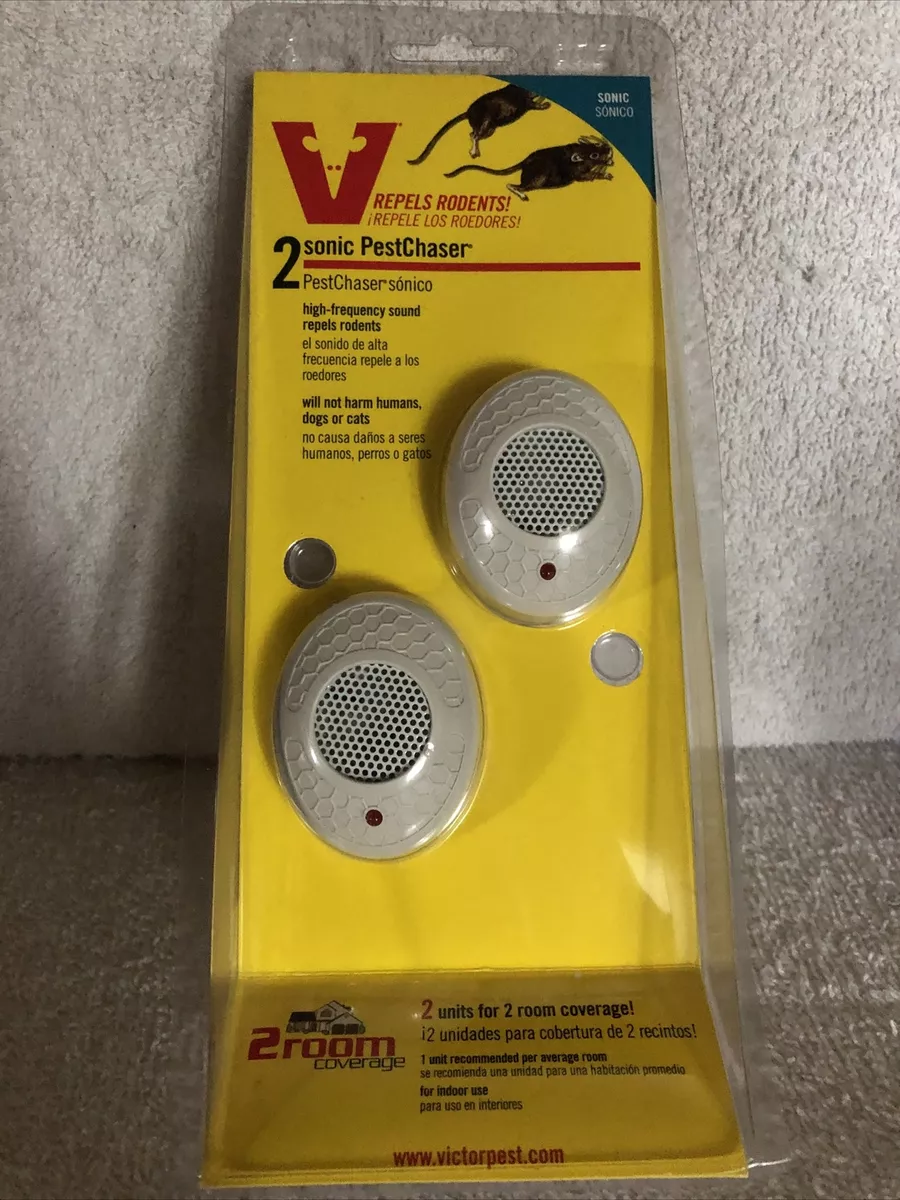 SONIC
SÓNICO
V
REPELS RODENTS!
¡REPELE LOS ROEDORES!
2 sonic PestChaser®
PestChaser® sónico
high-frequency sound
repels rodents
el sonido de alta
frecuencia repele a los
roedores
will not harm humans,
dogs or cats
no causa daños a seres
humanos, perros o gatos
2room
coverage
2 units for 2 room coverage!
¡2 unidades para cobertura de 2 recintos!
1 unit recommended per average room
se recomienda una unidad para una habitación promedio
for indoor use
para uso en interiores
www.victorpest.com